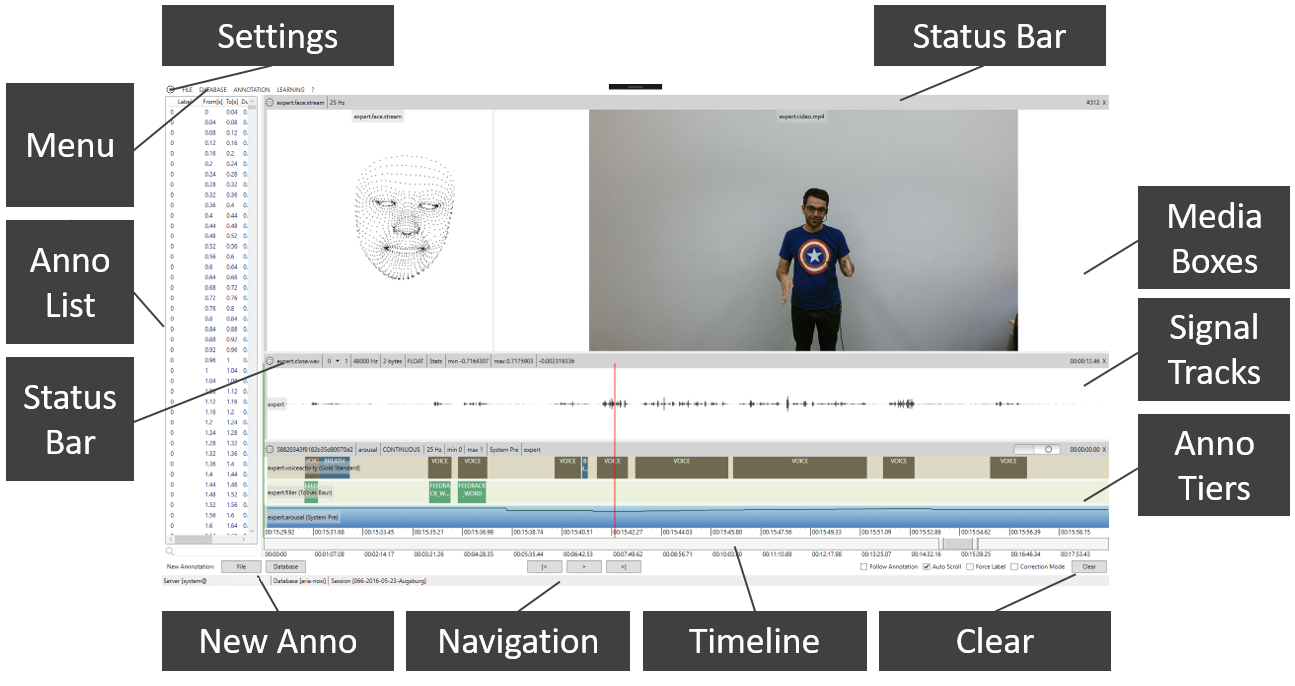 Settings
Status Bar
Menu
Anno
List
Status
Bar
Media
Boxes
Signal
Tracks
Anno
Tiers
New Anno
Navigation
Timeline
Clear
FILE DATABASE ANNOTATION LEARNING ?
Label From[s] To[s]
0 0 0.04 0.
0 0.04 0.08 0.
0 0.08 0.12 0.
0 0.12 0.16 0.
0 0.16 0.2 0.
0 0.2 0.24 0.
0 0.24 0.28 0.
0 0.28 0.32 0.
0 0.32 0.36 0.
0 0.36 0.4 0.
0 0.4 0.44 0.
0 0.44 0.48 0.
0 0.48 0.52 0.
0 0.52 0.56 0.
0 0.56 0.6 0.
0 0.6 0.64 0.
0 0.64 0.68 0.
0 0.68 0.72 0.
0 0.72 0.76 0.
0 0.76 0.8 0.
0 0.8 0.84 0.
0 0.84 0.88 0.
0 0.88 0.92 0.
0 0.92 0.96 0.
0 0.96 1 0.
0 1 1.04 0.
0 1.04 0.
0 1.12 0.
0 1.12 1.16 0.
0 1.16 1.2 0.
0 1.2 1.24 0.
0 1.24 1.28 0.
0 1.28 1.32 0.
0 1.32 1.36 0.
0 1.36 1.4 0.
0 1.4 1.44 0.
0 1.44 1.48 0.
0 1.48 1.52 0.
0 1.52 1.56 0.
0 1.56 1.6 0.
0 1.6 1.64 0.
expert.face.stream 25 Hz #312 X
expert.face.stream
expert.video.mp4
expert.close.wav 0 1 48000 Hz 2 bytes FLOAT Stats min -0.7164307 max 0.7175903 -0.002319336 00:00:12.46 X
expert
58820343f9182b35d80070d2 arousal CONTINUOUS 25 Hz min 0 max 1 System Pre expert 00:00:00.00 X
BREATH VOICE VOICE VOICE VOICE VOICE VOICE VOICE VOICE
expert.voiceactivity (Gold Standard)
FEEDBA
CK_W...
FEEDBACK
_WORD
expert.filler (Tobias Baur)
expert.arousal (System Pre)
00:15:29.92 00:15:31.66 00:15:33.45 00:15:35.21 00:15:36.98 00:15:38.74 00:15:40.51 00:15:42.27 00:15:44.03 00:15:45.80 00:15:47.56 00:15:49.33 00:15:51.09 00:15:52.86 00:15:54.62 00:15:56.39 00:15:58.15
00:00:00 00:01:07.08 00:02:14.17 00:03:21.26 00:04:28.35 00:05:35.44 00:06:42.53 00:07:49.62 00:08:56.71 00:11:10.89 00:12:17.98 00:13:25.07 00:14:32.16 00:15:39.25 00:16:46.34 00:17:53.43
New Annnotation: File Database |< > >| Follow Annotation Auto Scroll Force Label Correction Mode Clear
Server [system@ Database [aria-noxi] Session [066-2016-05-23-Augsburg]